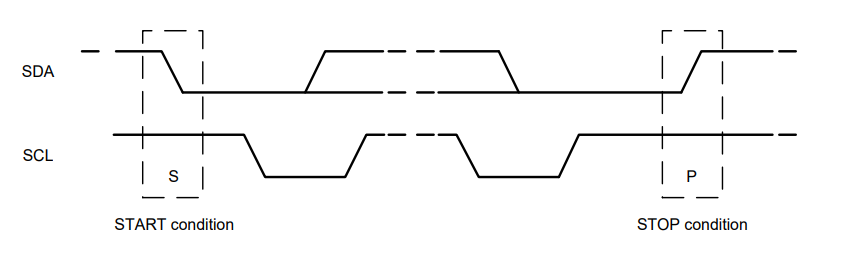 SDA
SCL
S
P
START condition
STOP condition